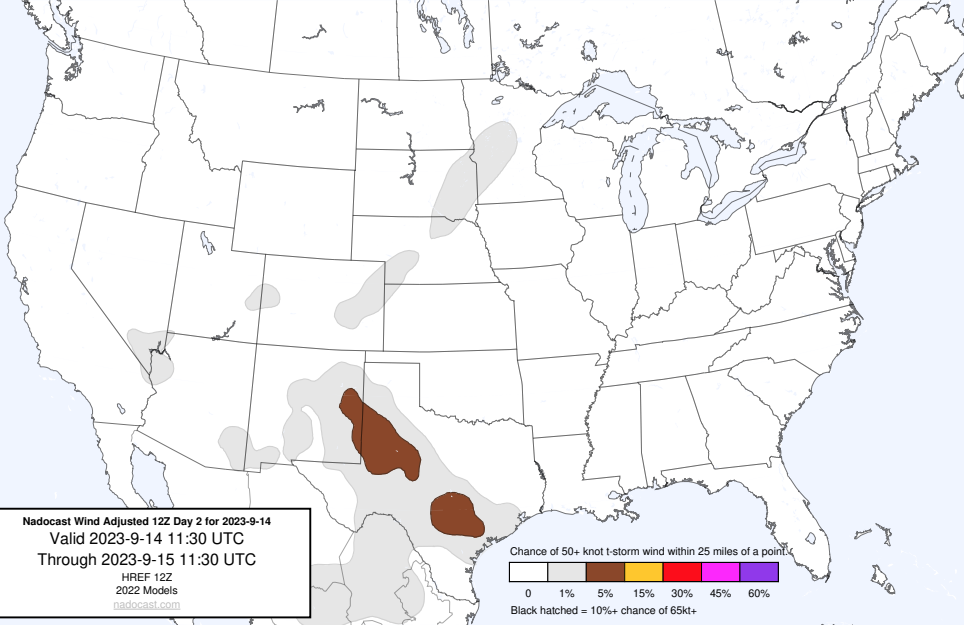 Nadocast Wind Adjusted 12Z Day 2 for 2023-9-14
Valid 2023-9-14 11:30 UTC
Through 2023-9-15 11:30 UTC
HREF 12Z
2022 Models
nadocast.com
Chance of 50+ knot t-storm wind within 25 miles of a point.
0 1% 5% 15% 30% 45% 60%
Black hatched = 10%+ chance of 65kt+